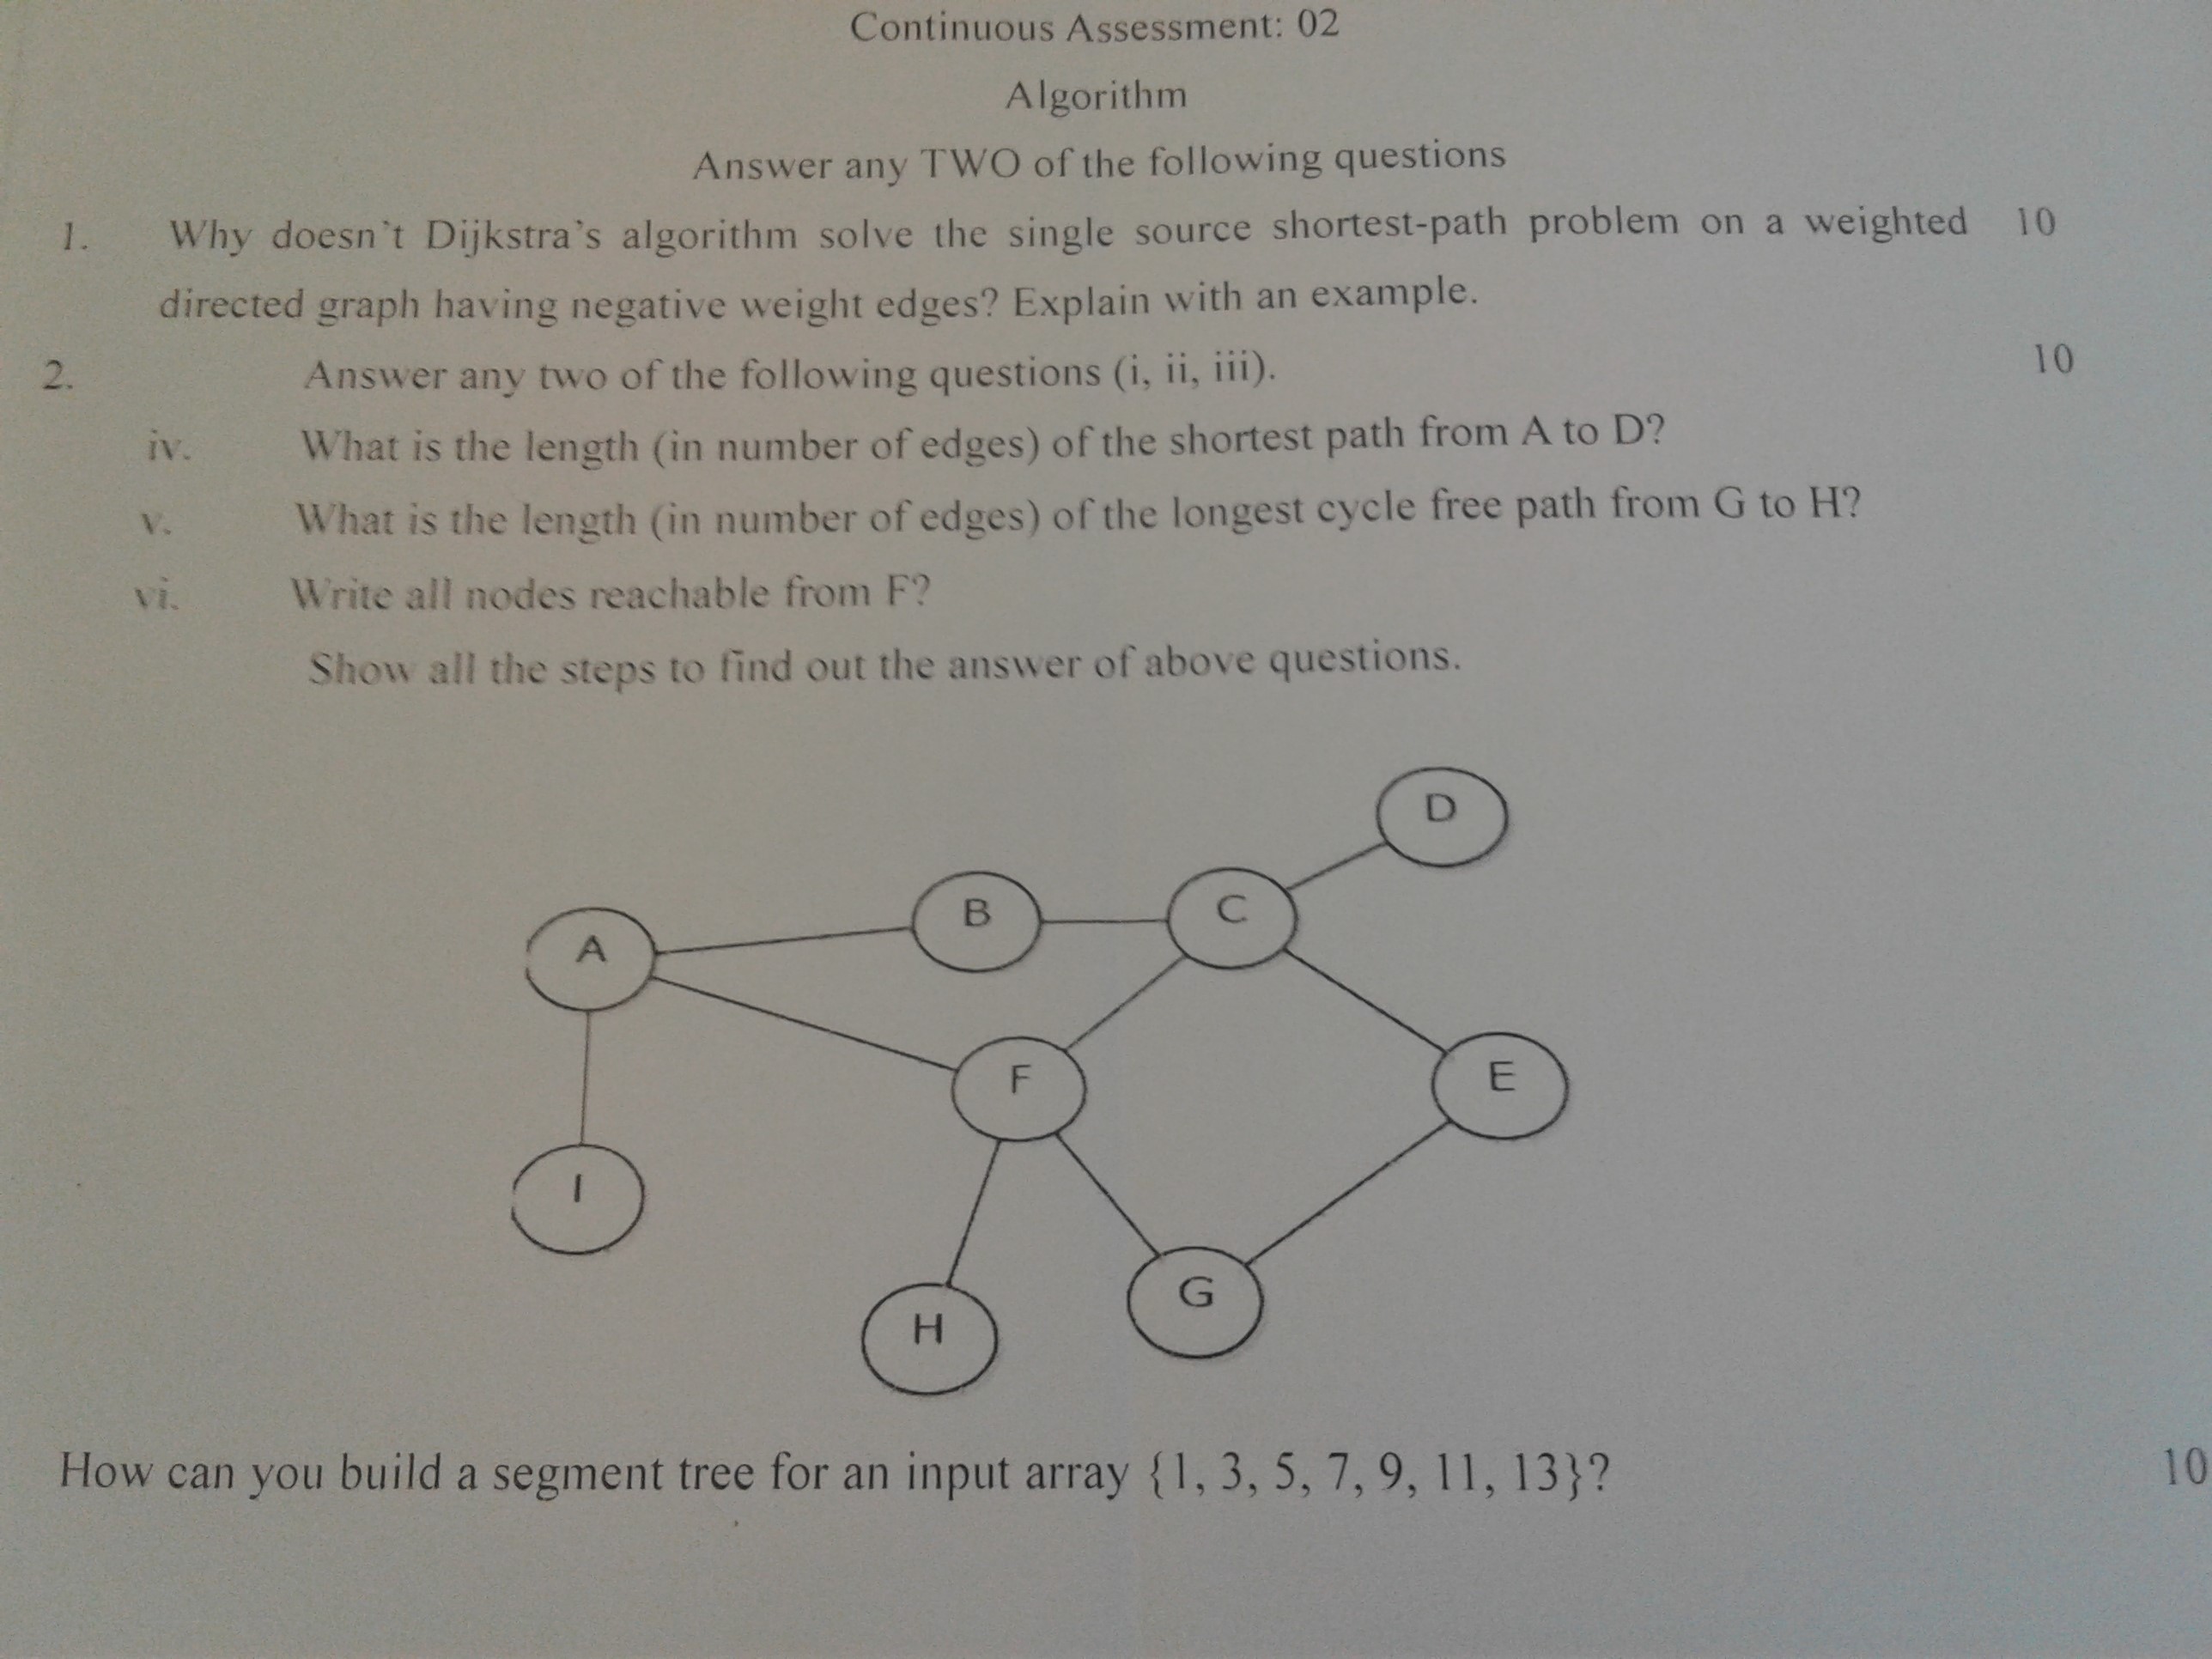 Continuous Assessment: 02
Algorithm
Answer any TWO of the following questions
1. Why doesn't Dijkstra's algorithm solve the single source shortest-path problem on a weighted 10
directed graph having negative weight edges? Explain with an example.
2. Answer any two of the following questions (i, ii, iii). 10
iv. What is the length (in number of edges) of the shortest path from A to D?
v. What is the length (in number of edges) of the longest cycle free path from G to H?
vi. Write all nodes reachable from F?
Show all the steps to find out the answer of above questions.
D
B
C
A
F
E
I
G
H
How can you build a segment tree for an input array {1, 3, 5, 7, 9, 11, 13}? 10